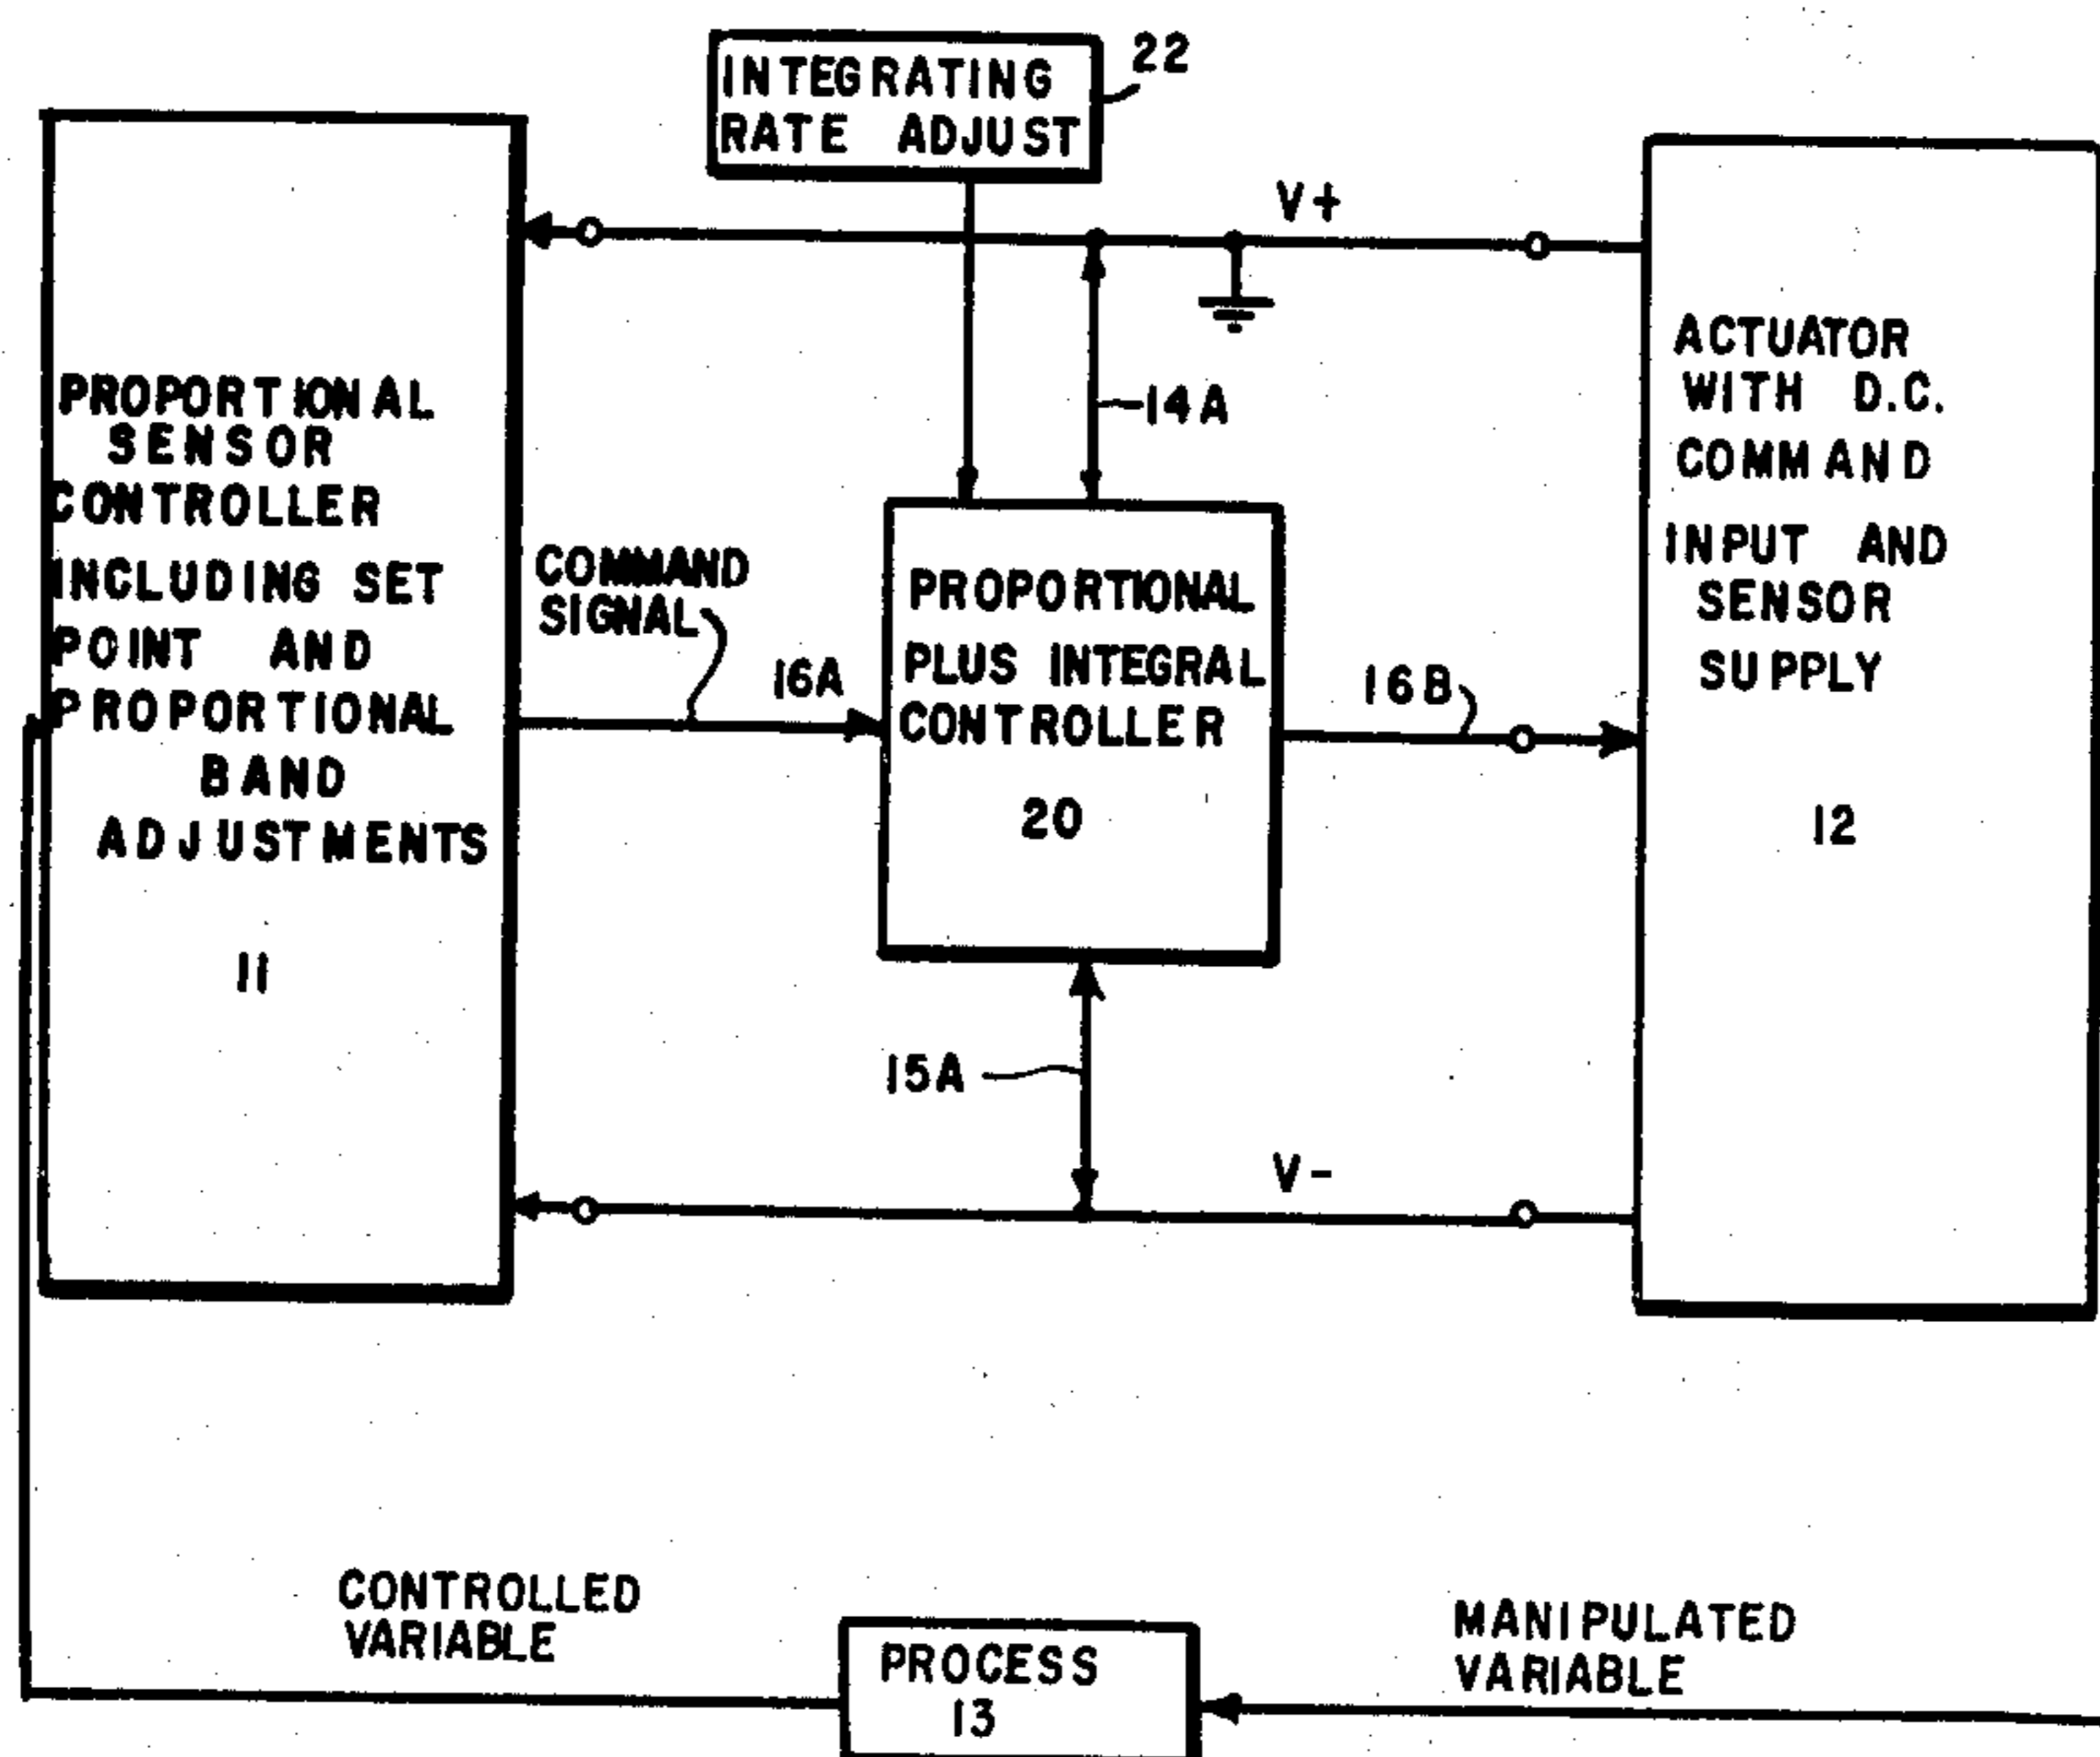 INTEGRATING
RATE ADJUST
22
V+
PROPORTIONAL
SENSOR
CONTROLLER
INCLUDING SET
POINT AND
PROPORTIONAL
BAND
ADJUSTMENTS
11
14A
COMMAND
SIGNAL
16A
PROPORTIONAL
PLUS INTEGRAL
CONTROLLER
20
16B
ACTUATOR
WITH D.C.
COMMAND
INPUT AND
SENSOR
SUPPLY
12
15A
V-
CONTROLLED
VARIABLE
PROCESS
13
MANIPULATED
VARIABLE